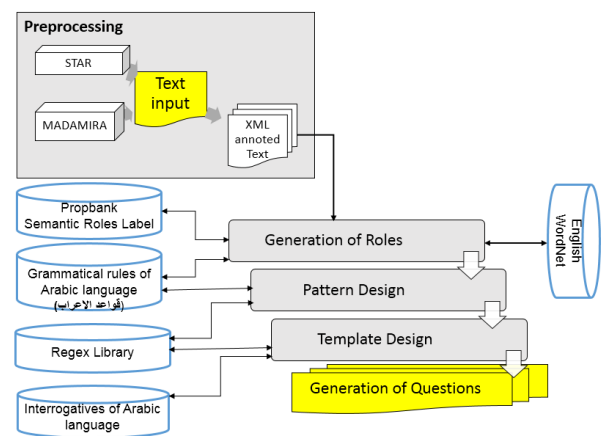 Preprocessing
STAR
Text
input
MADAMIRA
XML
annoted
Text
Propbank
Semantic Roles Label
Generation of Roles
English
WordNet
Grammatical rules of
Arabic language
(قواعد الإعراب)
Pattern Design
Regex Library
Template Design
Generation of Questions
Interrogatives of Arabic
language